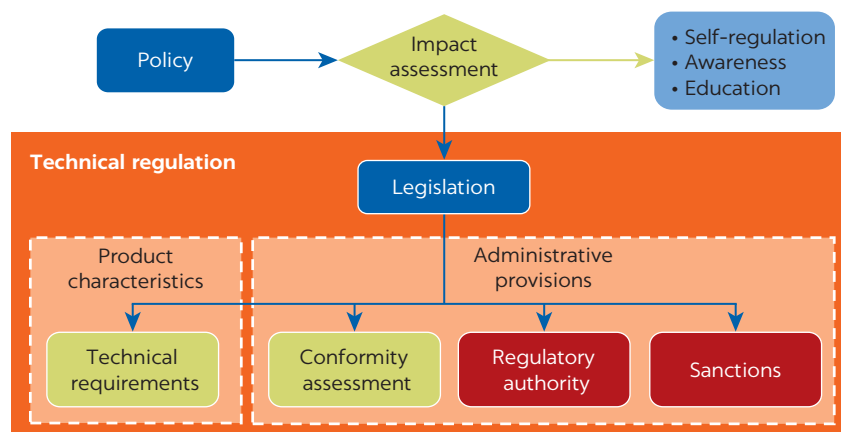 Policy
Impact
assessment
• Self-regulation
• Awareness
• Education
Technical regulation
Legislation
Product
characteristics
Administrative
provisions
Technical
requirements
Conformity
assessment
Regulatory
authority
Sanctions